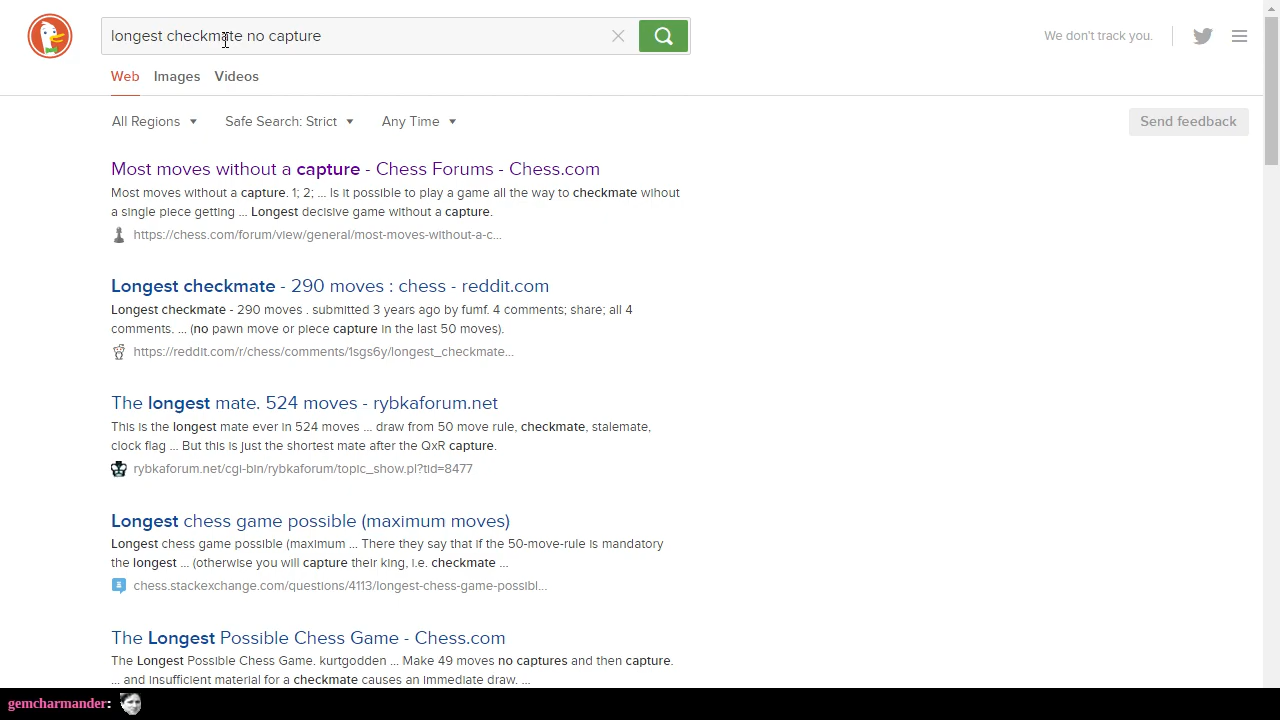 longest checkmate no capture
We don't track you.
Web Images Videos
All Regions Safe Search: Strict Any Time Send feedback
Most moves without a capture - Chess Forums - Chess.com
Most moves without a capture. 1; 2; ... Is it possible to play a game all the way to checkmate wihout
a single piece getting ... Longest decisive game without a capture.
https://chess.com/forum/view/general/most-moves-without-a-c...
Longest checkmate - 290 moves : chess - reddit.com
Longest checkmate - 290 moves . submitted 3 years ago by fumf. 4 comments; share; all 4
comments. ... (no pawn move or piece capture in the last 50 moves).
https://reddit.com/r/chess/comments/1sgs6y/longest_checkmate...
The longest mate. 524 moves - rybkaforum.net
This is the longest mate ever in 524 moves ... draw from 50 move rule, checkmate, stalemate,
clock flag ... But this is just the shortest mate after the QxR capture.
rybkaforum.net/cgi-bin/rybkaforum/topic_show.pl?tid=8477
Longest chess game possible (maximum moves)
Longest chess game possible (maximum ... There they say that if the 50-move-rule is mandatory
the longest ... (otherwise you will capture their king, i.e. checkmate ...
chess.stackexchange.com/questions/4113/longest-chess-game-possibl...
The Longest Possible Chess Game - Chess.com
The Longest Possible Chess Game. kurtgodden ... Make 49 moves no captures and then capture.
... and insufficient material for a checkmate causes an immediate draw. ...
gemcharmander: